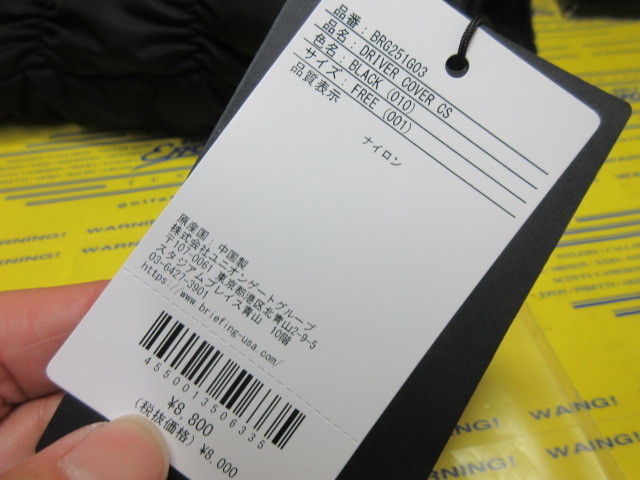 品番：BRG251G03
品名：DRIVER COVER CS
色名：BLACK (010)
サイズ：FREE (001)
品質表示
ナイロン
原産国：中国製
株式会社ユニオンゲートグループ
〒107-0061 東京都港区北青山2-9-5
スタジアム プレイス青山 10階
03-6427-3901
https://www.briefing-usa.com/
4550013506335
¥8,800
(税抜価格) ¥8,000
WANG!
WANG!
WANG!
WANG!